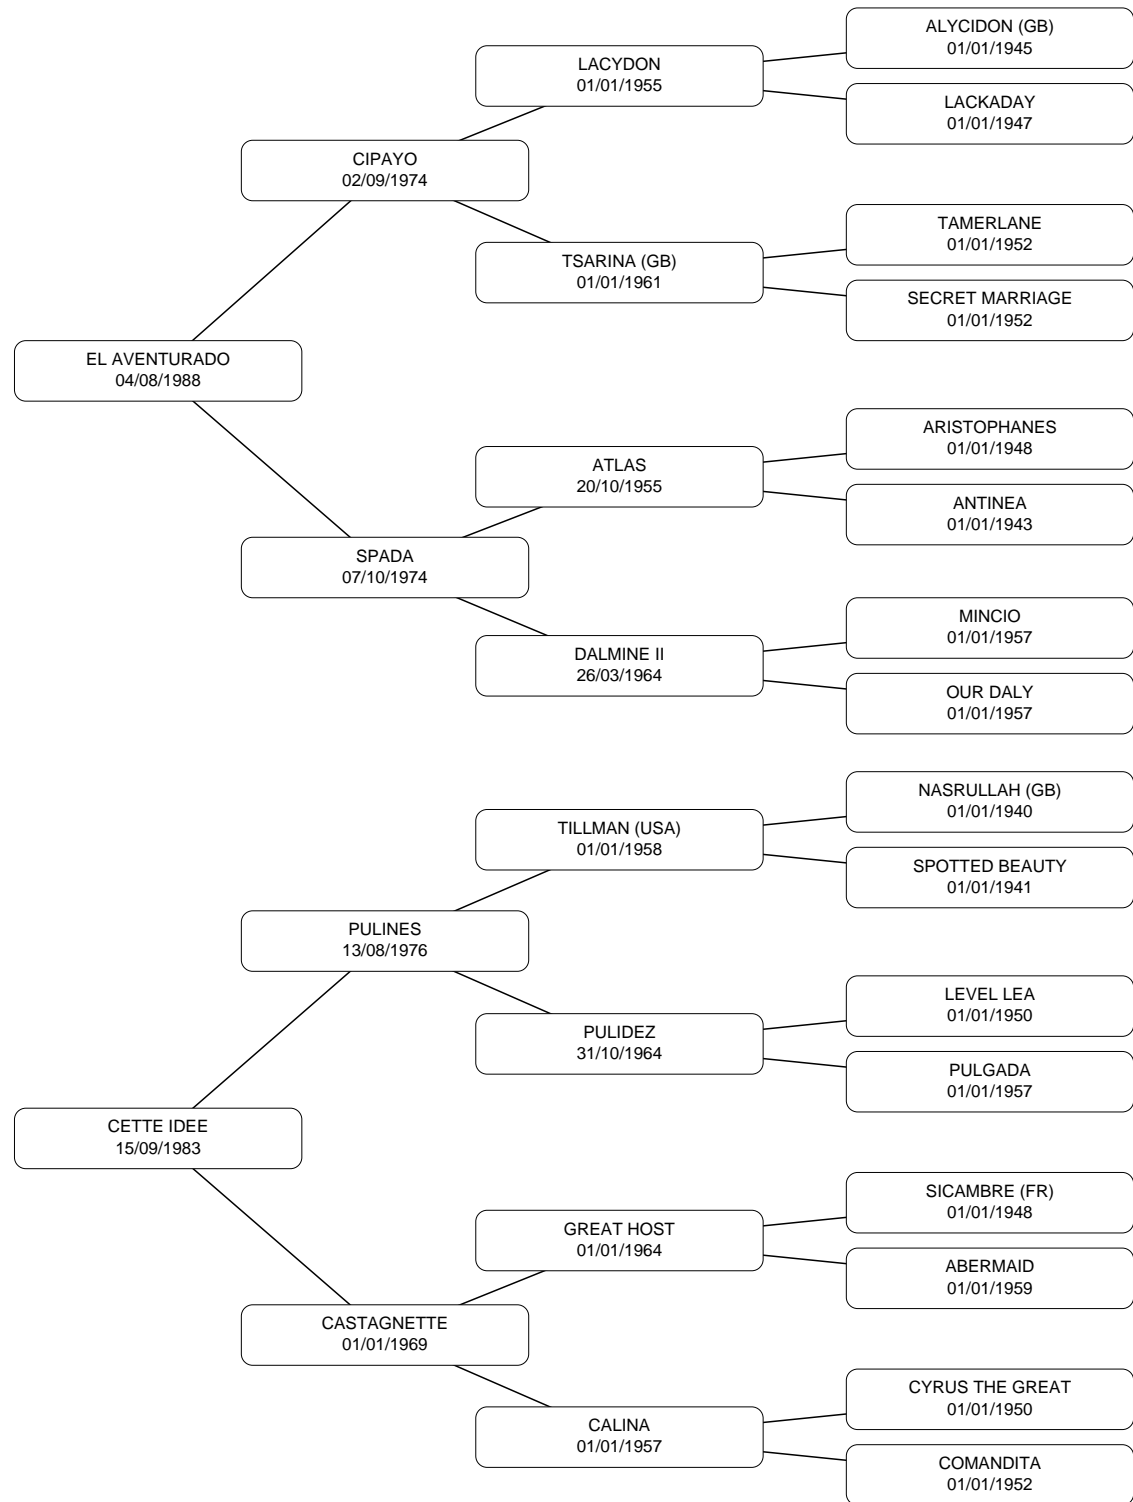 ALYCIDON (GB)
01/01/1945
LACYDON
01/01/1955
LACKADAY
01/01/1947
CIPAYO
02/09/1974
TAMERLANE
01/01/1952
TSARINA (GB)
01/01/1961
SECRET MARRIAGE
01/01/1952
EL AVENTURADO
04/08/1988
ARISTOPHANES
01/01/1948
ATLAS
20/10/1955
ANTINEA
01/01/1943
SPADA
07/10/1974
MINCIO
01/01/1957
DALMINE II
26/03/1964
OUR DALY
01/01/1957
NASRULLAH (GB)
01/01/1940
TILLMAN (USA)
01/01/1958
SPOTTED BEAUTY
01/01/1941
PULINES
13/08/1976
LEVEL LEA
01/01/1950
PULIDEZ
31/10/1964
PULGADA
01/01/1957
CETTE IDEE
15/09/1983
SICAMBRE (FR)
01/01/1948
GREAT HOST
01/01/1964
ABERMAID
01/01/1959
CASTAGNETTE
01/01/1969
CYRUS THE GREAT
01/01/1950
CALINA
01/01/1957
COMANDITA
01/01/1952